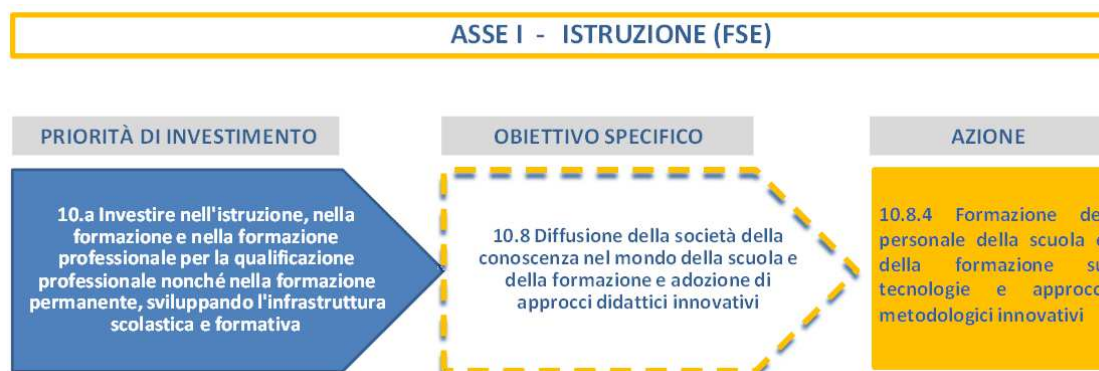 ASSE I - ISTRUZIONE (FSE)
PRIORITÀ DI INVESTIMENTO
OBIETTIVO SPECIFICO
AZIONE
10.a Investire nell'istruzione, nella
formazione e nella formazione
professionale per la qualificazione
professionale nonché nella formazione
permanente, sviluppando l'infrastruttura
scolastica e formativa
10.8 Diffusione della società della
conoscenza nel mondo della scuola e
della formazione e adozione di
approcci didattici innovativi
10.8.4 Formazione
personale della scuola
della formazione
tecnologie e
metodologici innovativi